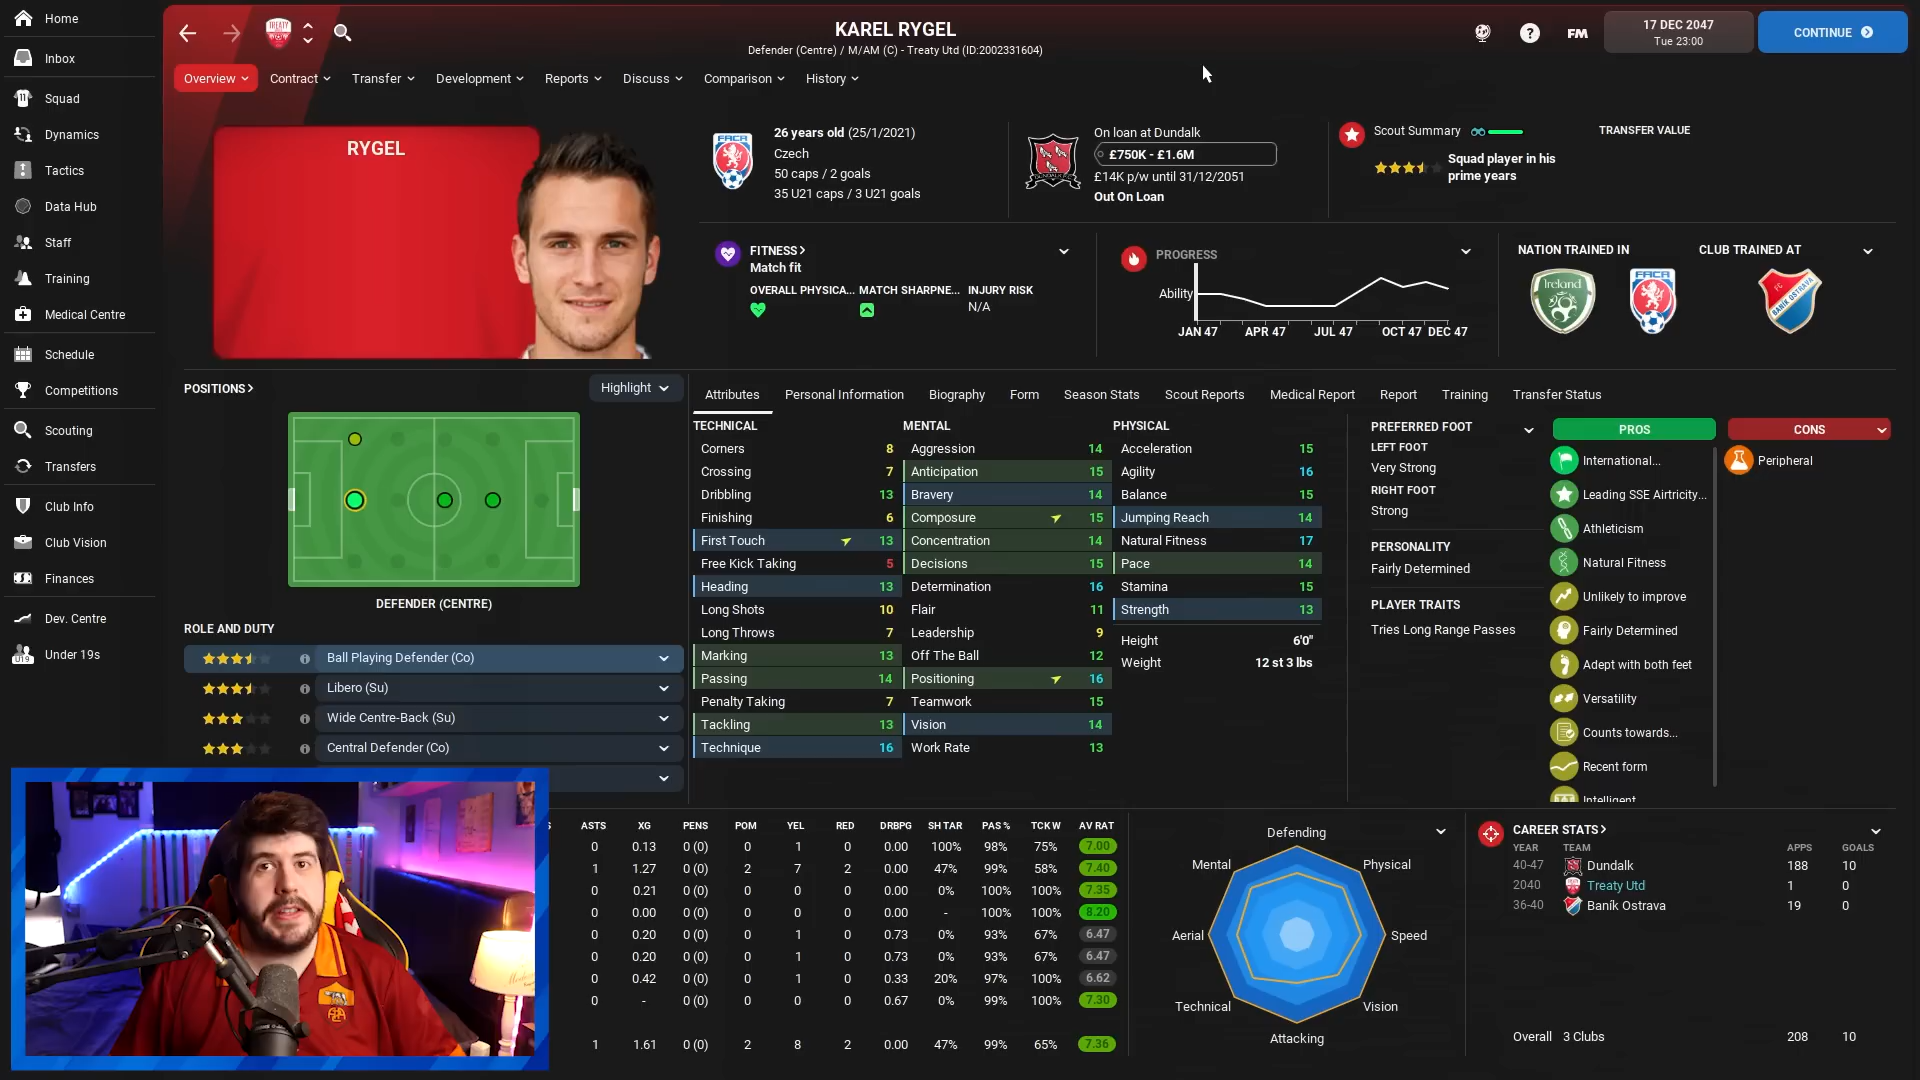 Home
Inbox
Squad
Dynamics
Tactics
Data Hub
Staff
Training
Medical Centre
Schedule
Competitions
Scouting
Transfers
Club Info
Club Vision
Finances
Dev. Centre
Under 19s
KAREL RYGEL
Defender (Centre) / M/AM (C) - Treaty Utd (ID:2002331604)
FM
17 DEC 2047
Tue 23:00
CONTINUE
Overview Contract Transfer Development Reports Discuss Comparison History
RYGEL
26 years old (25/1/2021)
Czech
50 caps / 2 goals
35 U21 caps / 3 U21 goals
On loan at Dundalk
£750K - £1.6M
£14K p/w until 31/12/2051
Out On Loan
Scout Summary
Squad player in his
prime years
TRANSFER VALUE
FITNESS
Match fit
OVERALL PHYSICA... MATCH SHARPNE... INJURY RISK
N/A
PROGRESS
Ability
JAN 47 APR 47 JUL 47 OCT 47 DEC 47
NATION TRAINED IN
CLUB TRAINED AT
POSITIONS
Highlight
DEFENDER (CENTRE)
ROLE AND DUTY
Ball Playing Defender (Co)
Libero (Su)
Wide Centre-Back (Su)
Central Defender (Co)
Attributes Personal Information Biography Form Season Stats Scout Reports Medical Report Report Training Transfer Status
TECHNICAL
Corners 8
Crossing 7
Dribbling 13
Finishing 6
First Touch 13
Free Kick Taking 5
Heading 13
Long Shots 10
Long Throws 7
Marking 13
Passing 14
Penalty Taking 7
Tackling 13
Technique 16
MENTAL
Aggression 14
Anticipation 15
Bravery 14
Composure 15
Concentration 14
Decisions 15
Determination 16
Flair 11
Leadership 9
Off The Ball 12
Positioning 16
Teamwork 15
Vision 14
Work Rate 13
PHYSICAL
Acceleration 15
Agility 16
Balance 15
Jumping Reach 14
Natural Fitness 17
Pace 14
Stamina 15
Strength 13
Height 6'0"
Weight 12 st 3 lbs
PREFERRED FOOT
LEFT FOOT
Very Strong
RIGHT FOOT
Strong
PERSONALITY
Fairly Determined
PLAYER TRAITS
Tries Long Range Passes
PROS
International...
Leading SSE Airtricity...
Athleticism
Natural Fitness
Unlikely to improve
Fairly Determined
Adept with both feet
Versatility
Counts towards...
Recent form
Intelligent
CONS
Peripheral
ASTS XG PENS POM YEL RED DRBPG SH TAR PAS % TCK W AV RAT
0 0.13 0 (0) 0 1 0 0.00 100% 98% 75% 7.00
1 1.27 0 (0) 2 7 2 0.00 47% 99% 58% 7.40
0 0.21 0 (0) 0 0 0 0.00 0% 100% 100% 7.35
0 0.00 0 (0) 0 0 0 0.00 - 100% 100% 8.20
0 0.20 0 (0) 0 1 0 0.73 0% 93% 67% 6.47
0 0.20 0 (0) 0 1 0 0.73 0% 93% 67% 6.47
0 0.42 0 (0) 0 1 0 0.33 20% 97% 100% 6.62
0 - 0 (0) 0 0 0 0.67 0% 99% 100% 7.30
1 1.61 0 (0) 2 8 2 0.00 47% 99% 65% 7.36
Defending
Mental Physical
Aerial Speed
Technical Vision
Attacking
CAREER STATS
YEAR TEAM APPS GOALS
40-47 Dundalk 188 10
2040 Treaty Utd 1 0
36-40 Baník Ostrava 19 0
Overall 3 Clubs 208 10
FAČR
Ireland
FAČR
FC
BANÍK OSTRAVA
TREATY
U19